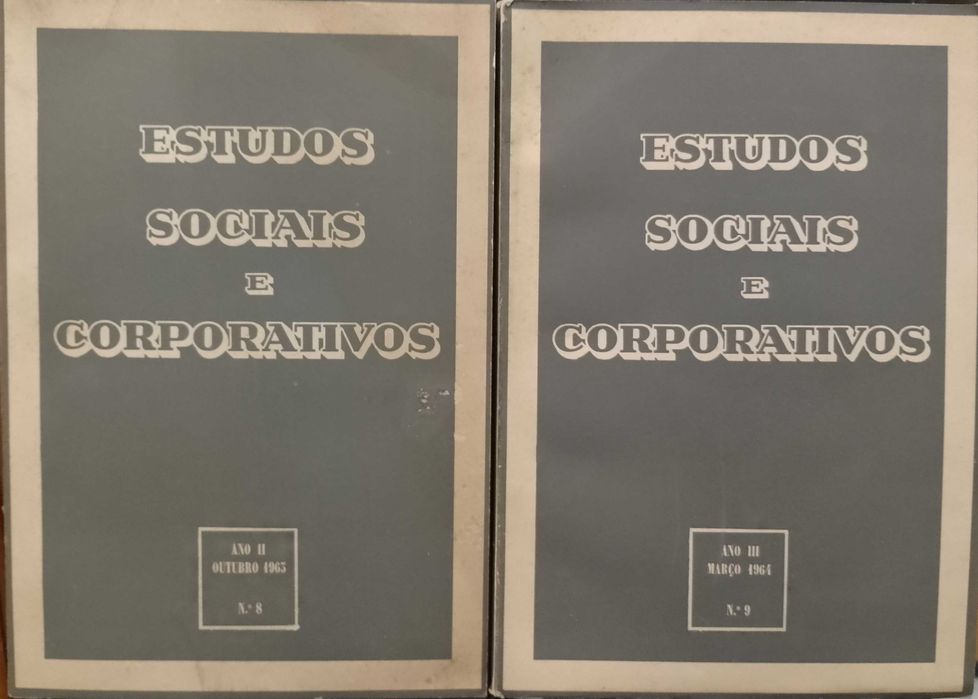 ESTUDOS
SOCIAIS
E
CORPORATIVOS
ANO II
OUTUBRO 1963
N.º 8
ESTUDOS
SOCIAIS
E
CORPORATIVOS
ANO III
MARÇO 1964
N.º 9